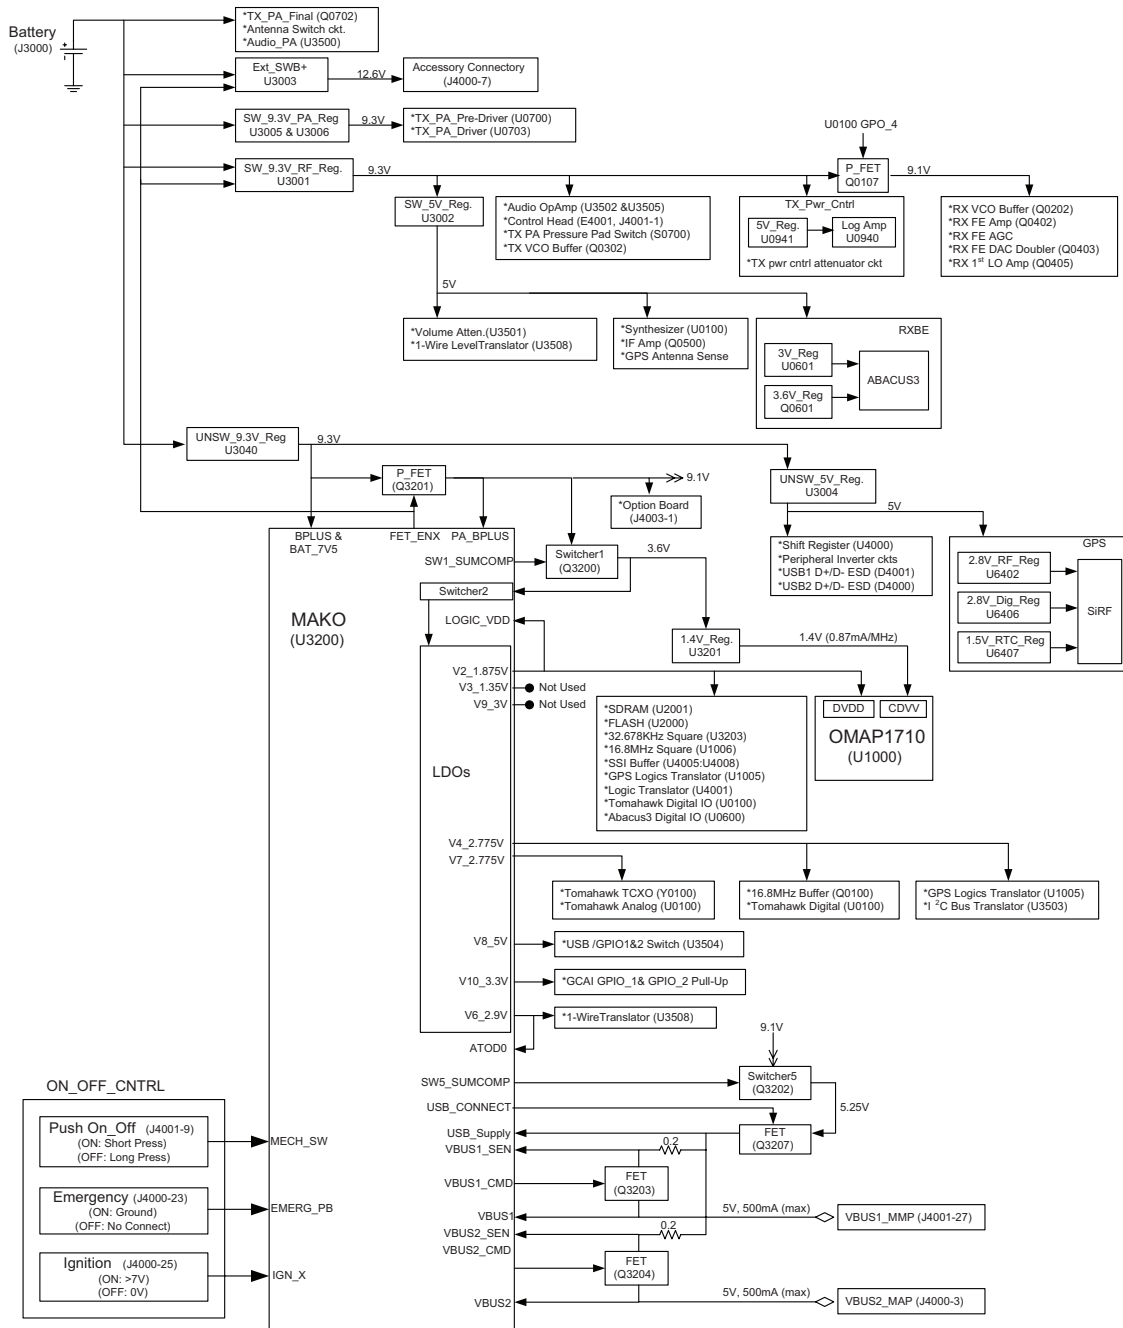 Battery
(J3000)
+
-
*TX_PA_Final (Q0702)
*Antenna Switch ckt.
*Audio_PA (U3500)
Ext_SWB+
U3003
12.6V
Accessory Connectory
(J4000-7)
SW_9.3V_PA_Reg
U3005 & U3006
9.3V
*TX_PA_Pre-Driver (U0700)
*TX_PA_Driver (U0703)
U0100 GPO_4
SW_9.3V_RF_Reg.
U3001
9.3V
P_FET
Q0107
9.1V
SW_5V_Reg.
U3002
*Audio OpAmp (U3502 &U3505)
*Control Head (E4001, J4001-1)
*TX PA Pressure Pad Switch (S0700)
*TX VCO Buffer (Q0302)
TX_Pwr_Cntrl
5V_Reg.
U0941
Log Amp
U0940
*TX pwr cntrl attenuator ckt
*RX VCO Buffer (Q0202)
*RX FE Amp (Q0402)
*RX FE AGC
*RX FE DAC Doubler (Q0403)
*RX 1st LO Amp (Q0405)
5V
*Volume Atten.(U3501)
*1-Wire LevelTranslator (U3508)
*Synthesizer (U0100)
*IF Amp (Q0500)
*GPS Antenna Sense
RXBE
3V_Reg
U0601
3.6V_Reg
Q0601
ABACUS3
UNSW_9.3V_Reg
U3040
9.3V
P_FET
(Q3201)
9.1V
UNSW_5V_Reg.
U3004
*Option Board
(J4003-1)
5V
BPLUS &
BAT_7V5
FET_ENX
PA_BPLUS
SW1_SUMCOMP
Switcher1
(Q3200)
3.6V
*Shift Register (U4000)
*Peripheral Inverter ckts
*USB1 D+/D- ESD (D4001)
*USB2 D+/D- ESD (D4000)
GPS
2.8V_RF_Reg
U6402
2.8V_Dig_Reg
U6406
1.5V_RTC_Reg
U6407
SiRF
Switcher2
MAKO
(U3200)
LOGIC_VDD
1.4V_Reg.
U3201
1.4V (0.87mA/MHz)
V2_1.875V
V3_1.35V
Not Used
V9_3V
Not Used
LDOs
*SDRAM (U2001)
*FLASH (U2000)
*32.678KHz Square (U3203)
*16.8MHz Square (U1006)
*SSI Buffer (U4005:U4008)
*GPS Logics Translator (U1005)
*Logic Translator (U4001)
*Tomahawk Digital IO (U0100)
*Abacus3 Digital IO (U0600)
DVDD
CDVV
OMAP1710
(U1000)
V4_2.775V
V7_2.775V
*Tomahawk TCXO (Y0100)
*Tomahawk Analog (U0100)
*16.8MHz Buffer (Q0100)
*Tomahawk Digital (U0100)
*GPS Logics Translator (U1005)
*I 2C Bus Translator (U3503)
V8_5V
*USB /GPIO1&2 Switch (U3504)
V10_3.3V
*GCAI GPIO_1& GPIO_2 Pull-Up
V6_2.9V
*1-WireTranslator (U3508)
ATOD0
9.1V
SW5_SUMCOMP
Switcher5
(Q3202)
5.25V
USB_CONNECT
USB_Supply
FET
(Q3207)
VBUS1_SEN
0.2
VBUS1_CMD
FET
(Q3203)
VBUS1
5V, 500mA (max)
VBUS1_MMP (J4001-27)
VBUS2_SEN
0.2
VBUS2_CMD
FET
(Q3204)
VBUS2
5V, 500mA (max)
VBUS2_MAP (J4000-3)
ON_OFF_CNTRL
Push On_Off (J4001-9)
(ON: Short Press)
(OFF: Long Press)
MECH_SW
Emergency (J4000-23)
(ON: Ground)
(OFF: No Connect)
EMERG_PB
Ignition (J4000-25)
(ON: >7V)
(OFF: 0V)
IGN_X